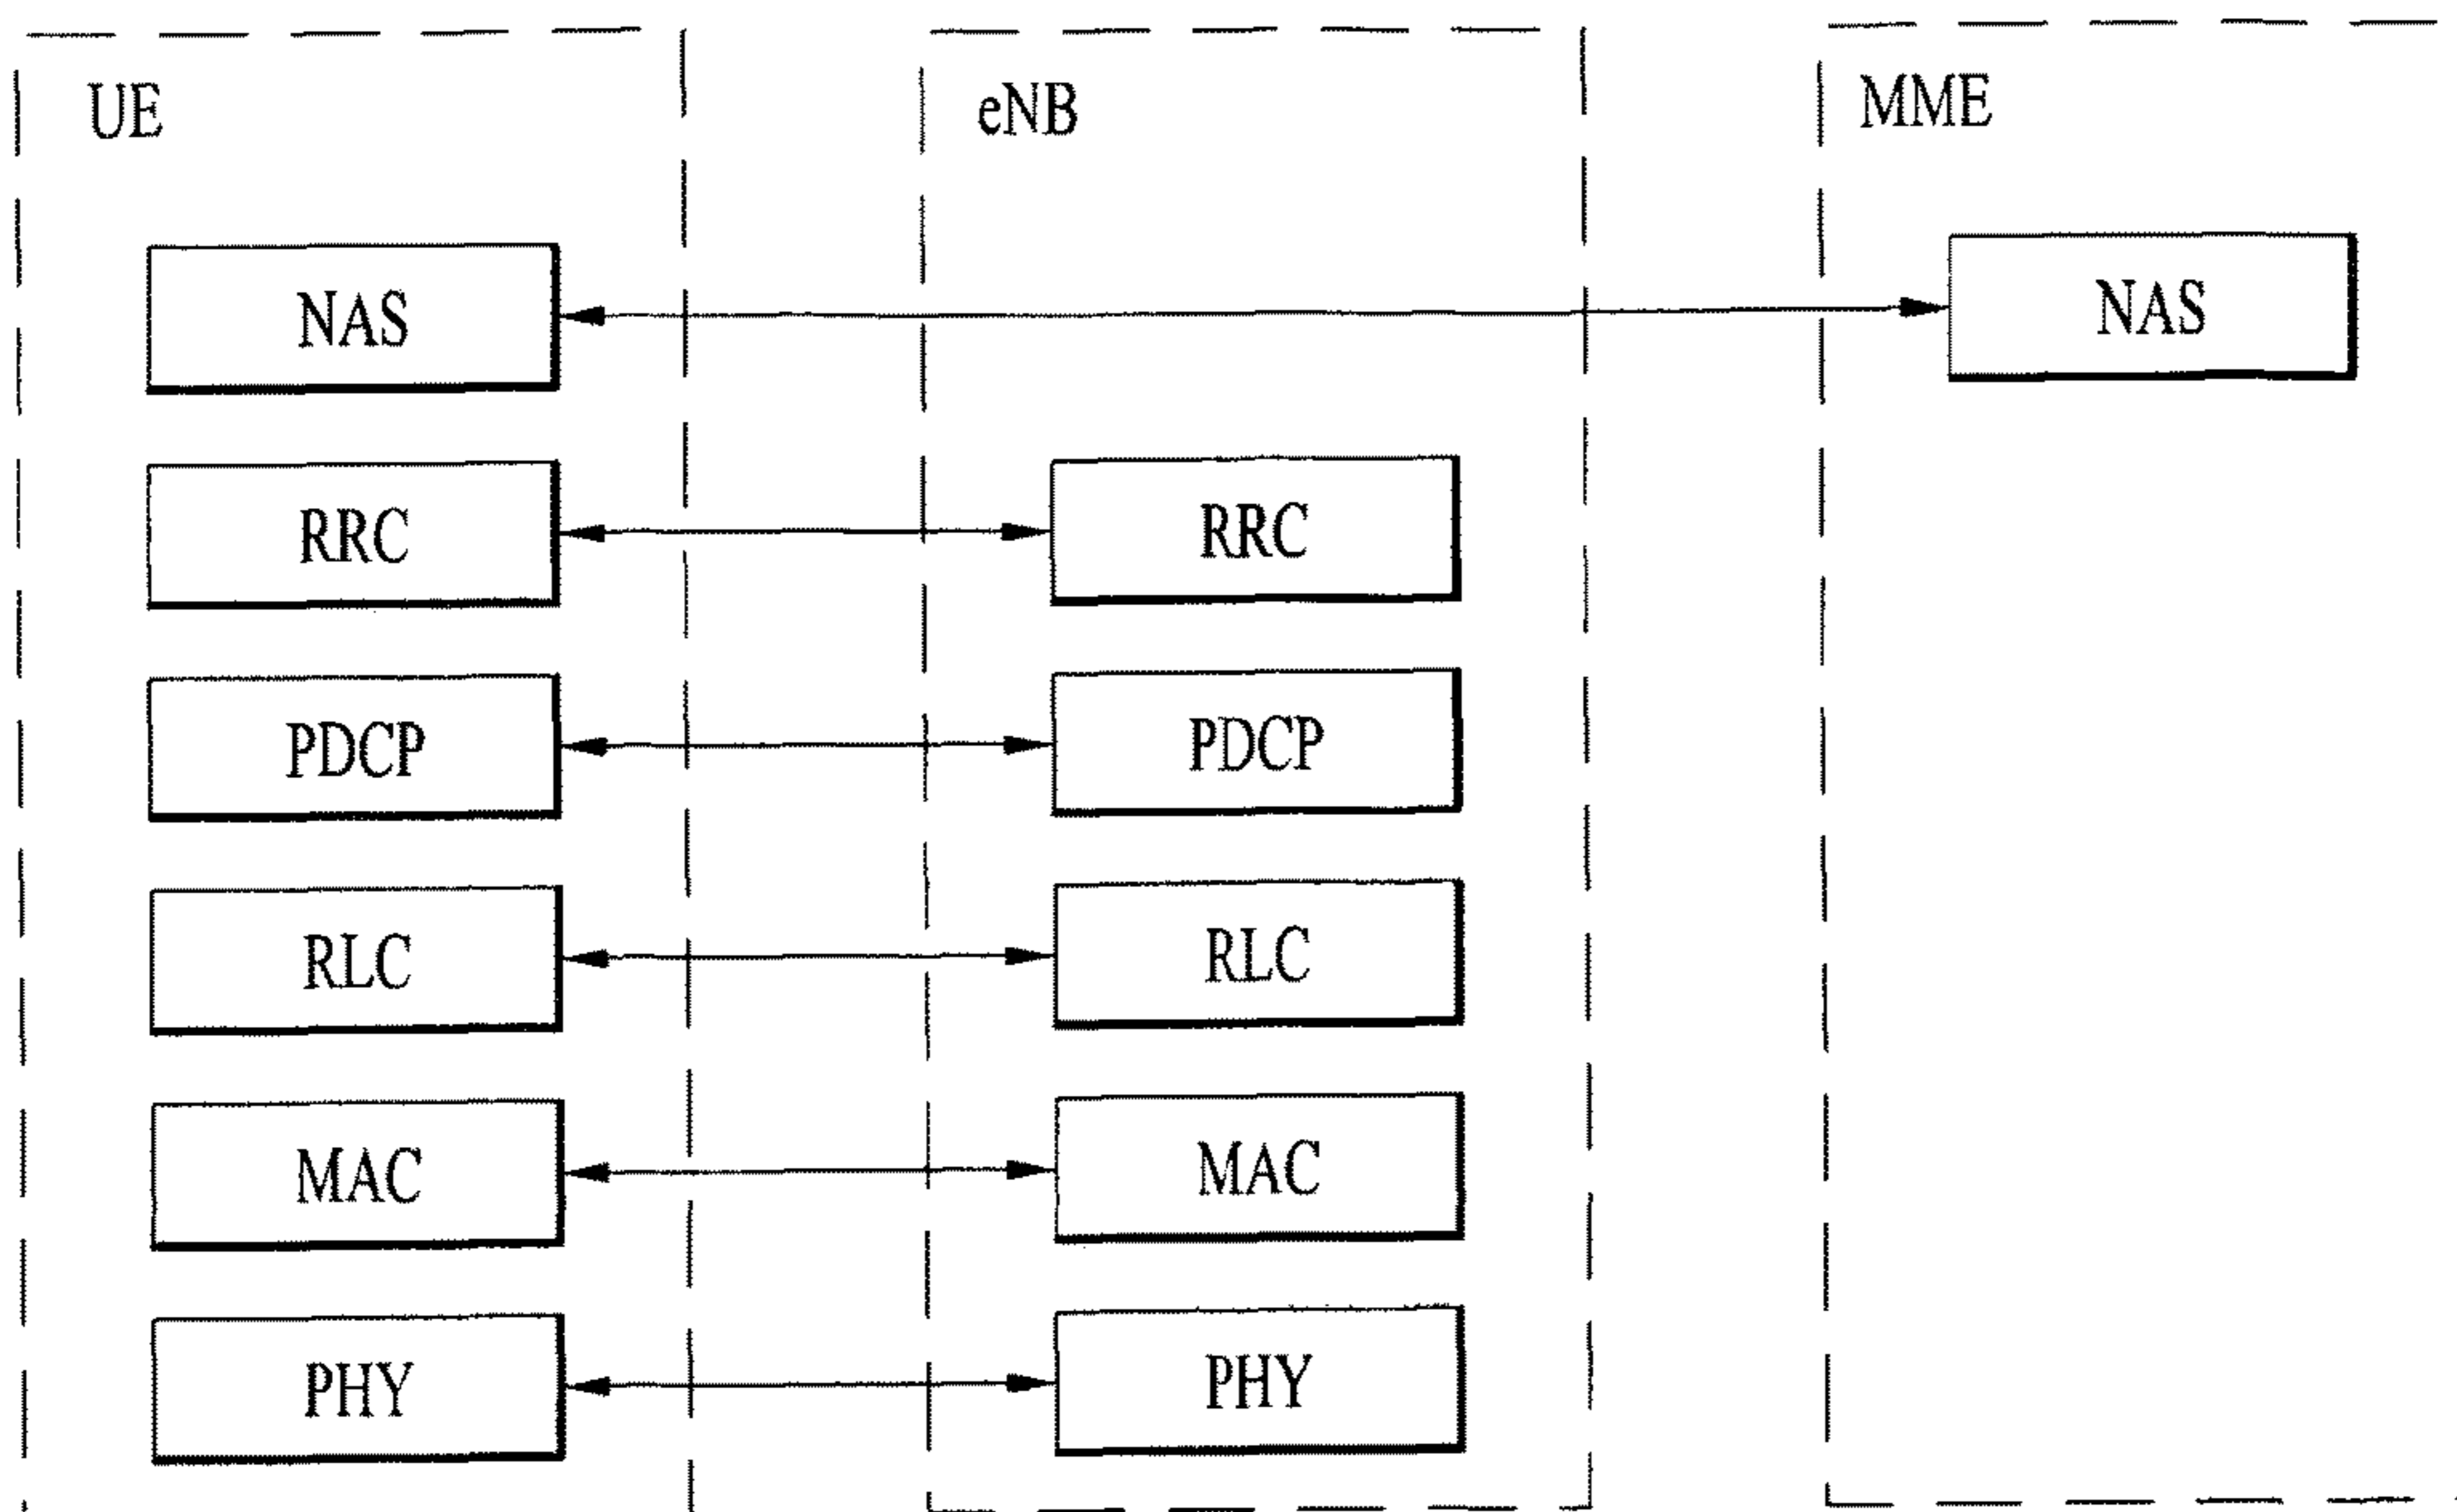 UE
eNB
MME
NAS
NAS
RRC
RRC
PDCP
PDCP
RLC
RLC
MAC
MAC
PHY
PHY